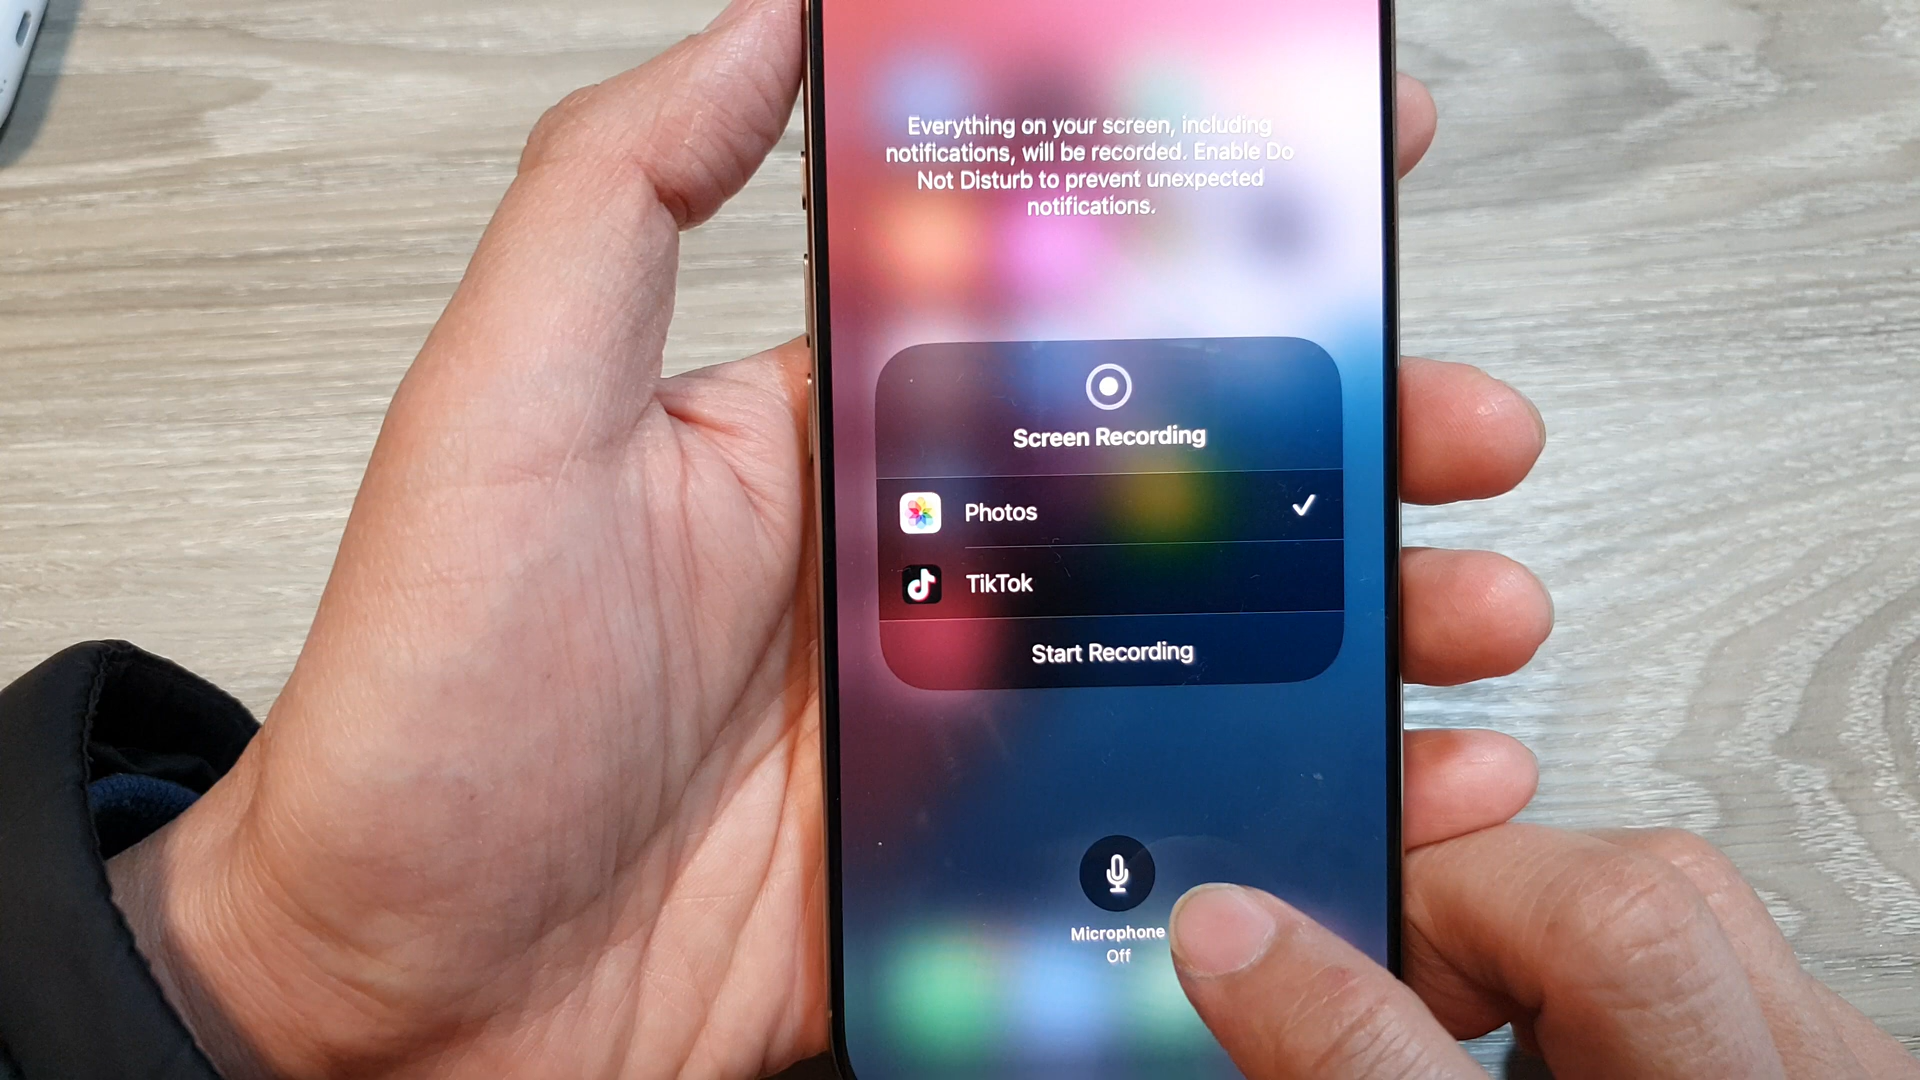 Everything on your screen, including
notifications, will be recorded. Enable Do
Not Disturb to prevent unexpected
notifications.
Screen Recording
Photos
TikTok
Start Recording
Microphone
Off